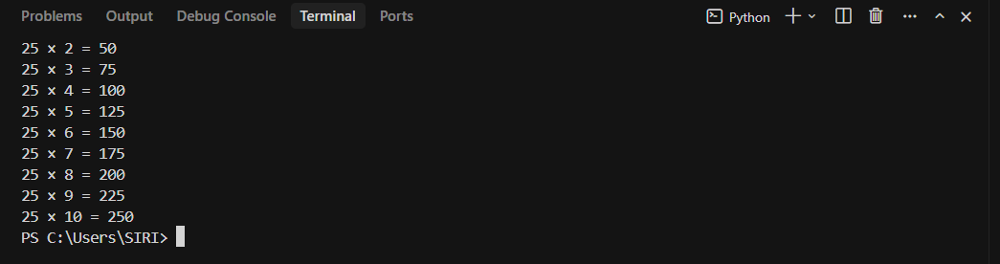 Problems Output Debug Console Terminal Ports Python
25 × 2 = 50
25 × 3 = 75
25 × 4 = 100
25 × 5 = 125
25 × 6 = 150
25 × 7 = 175
25 × 8 = 200
25 × 9 = 225
25 × 10 = 250
PS C:\Users\SIRI>